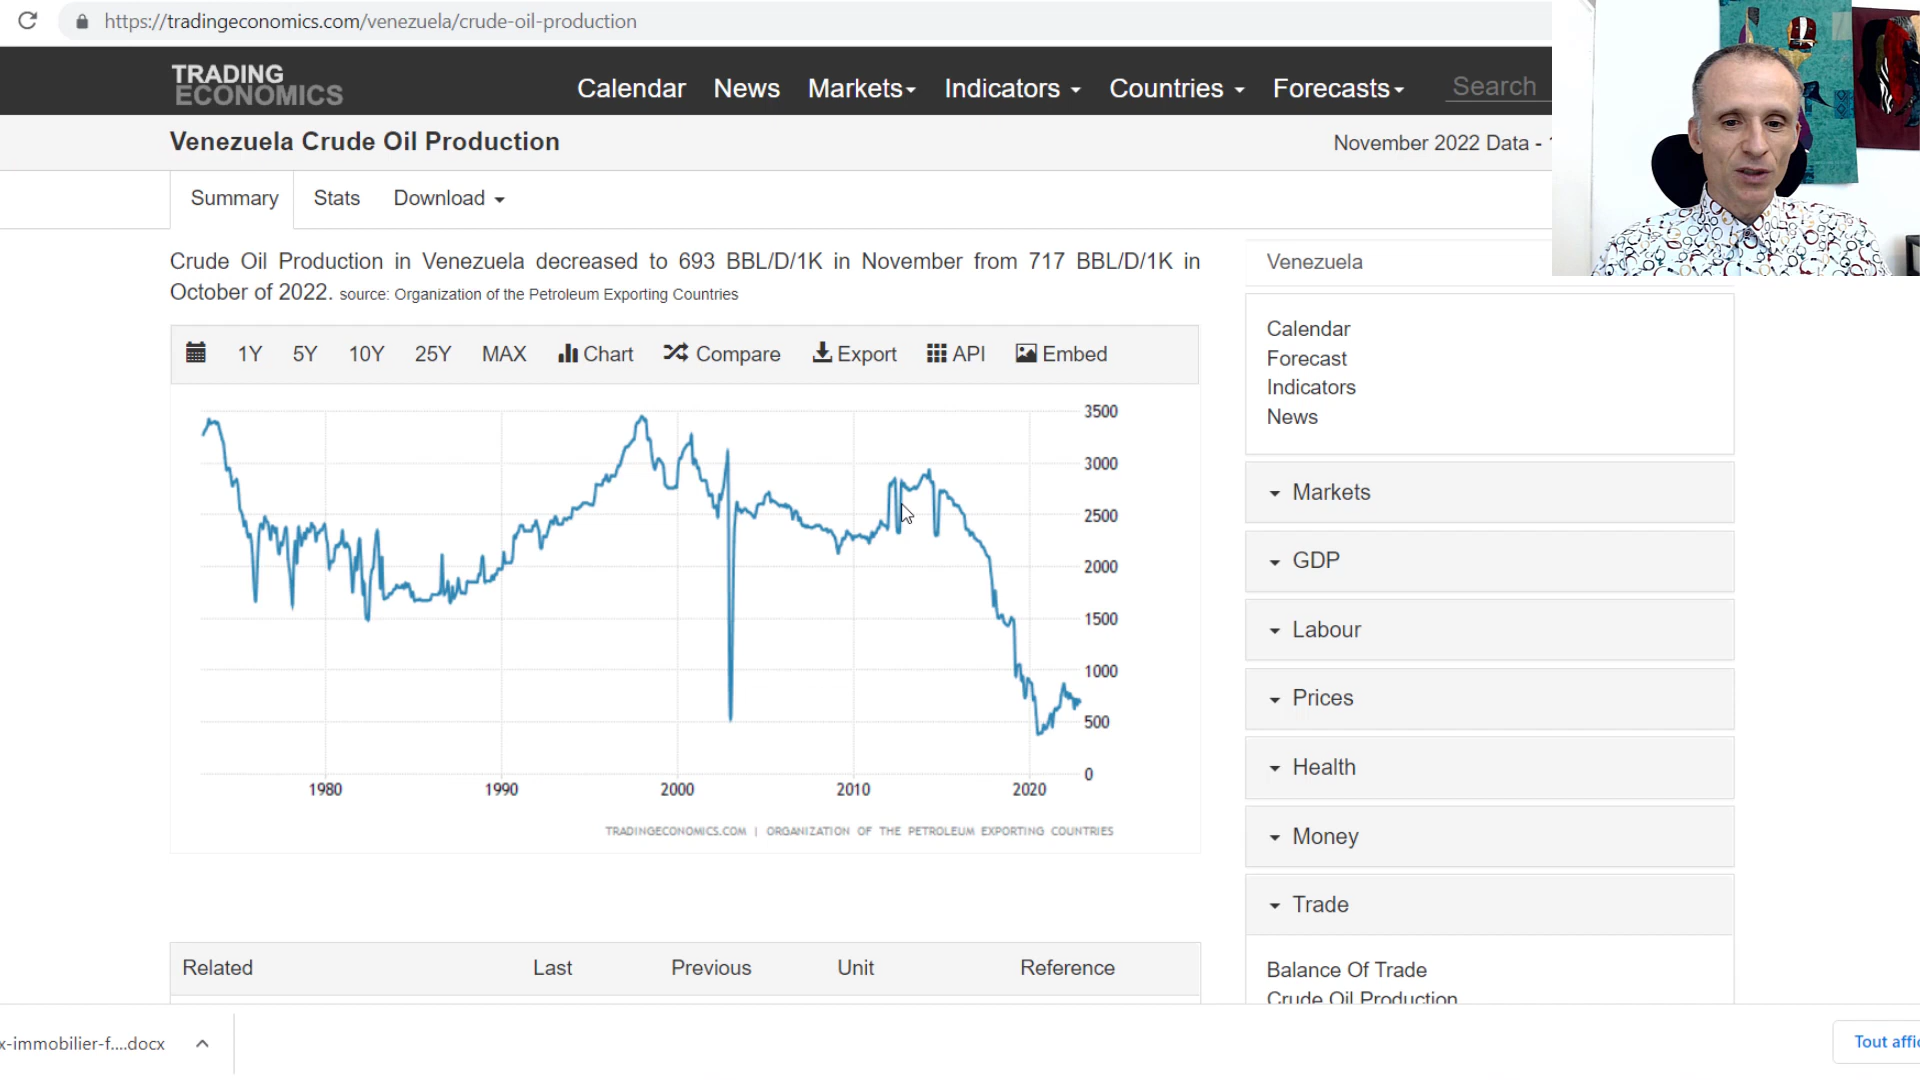 https://tradingeconomics.com/venezuela/crude-oil-production
TRADING
ECONOMICS
Calendar News Markets Indicators Countries Forecasts Search
Venezuela Crude Oil Production
November 2022 Data -
Summary Stats Download
Crude Oil Production in Venezuela decreased to 693 BBL/D/1K in November from 717 BBL/D/1K in
October of 2022. source: Organization of the Petroleum Exporting Countries
1Y 5Y 10Y 25Y MAX Chart Compare Export API Embed
3500
3000
2500
2000
1500
1000
500
0
1980 1990 2000 2010 2020
TRADINGECONOMICS.COM | ORGANIZATION OF THE PETROLEUM EXPORTING COUNTRIES
Related Last Previous Unit Reference
Venezuela
Calendar
Forecast
Indicators
News
Markets
GDP
Labour
Prices
Health
Money
Trade
Balance Of Trade
Crude Oil Production
x-immobilier-f....docx
Tout affic